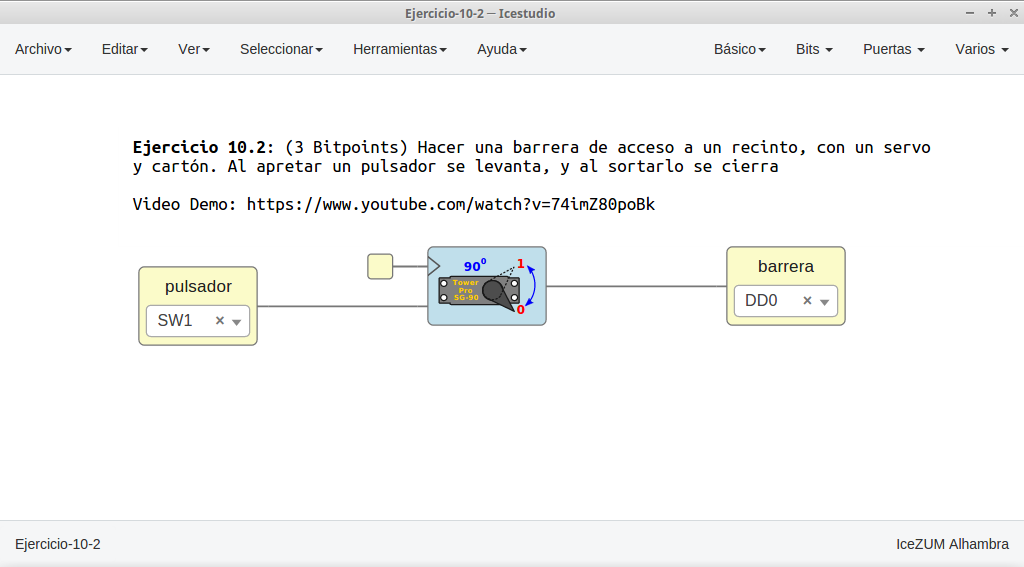 Ejercicio-10-2 — Icestudio
Archivo Editar Ver Seleccionar Herramientas Ayuda Básico Bits Puertas Varios
Ejercicio 10.2: (3 Bitpoints) Hacer una barrera de acceso a un recinto, con un servo
y cartón. Al apretar un pulsador se levanta, y al sortarlo se cierra
Video Demo: https://www.youtube.com/watch?v=74imZ80poBk
pulsador
SW1 ×
90⁰ 1
Tower
Pro
SG-90
0
barrera
DD0 ×
Ejercicio-10-2 IceZUM Alhambra